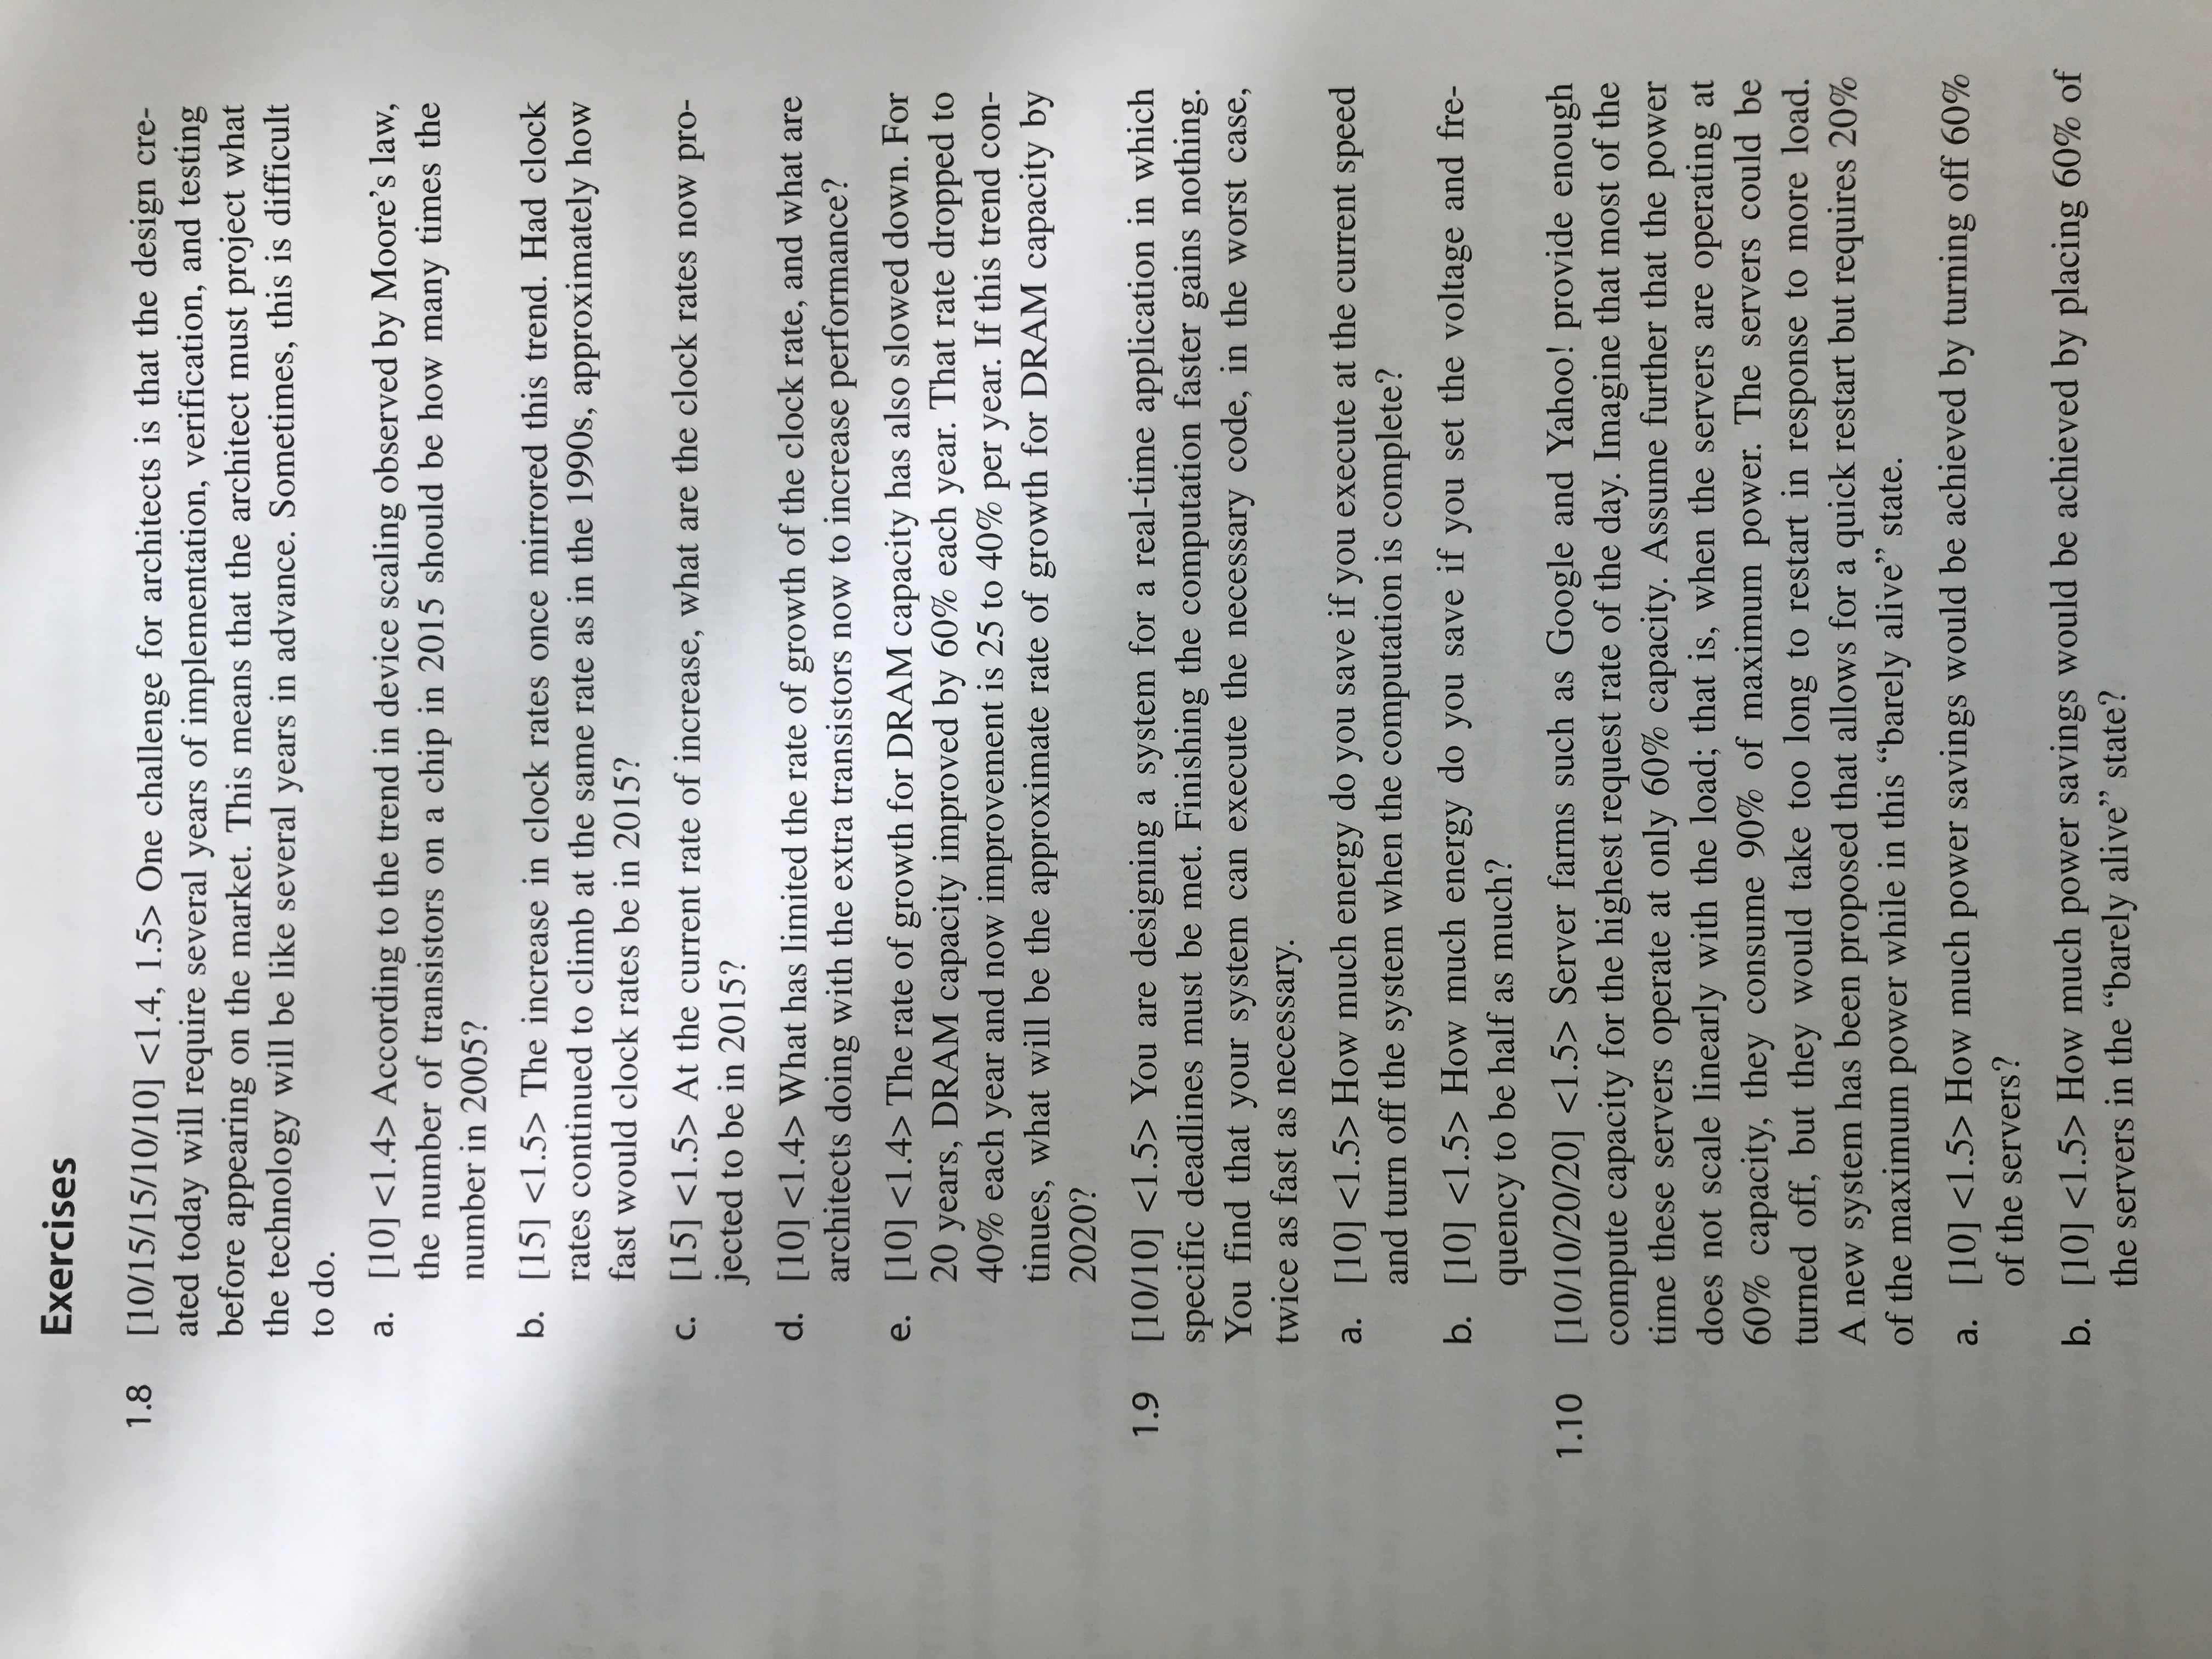 Exercises
1.8 [10/15/15/10/10] <1.4, 1.5> One challenge for architects is that the design cre-
ated today will require several years of implementation, verification, and testing
before appearing on the market. This means that the architect must project what
the technology will be like several years in advance. Sometimes, this is difficult
to do.
a. [10] <1.4> According to the trend in device scaling observed by Moore’s law,
the number of transistors on a chip in 2015 should be how many times the
number in 2005?
b. [15] <1.5> The increase in clock rates once mirrored this trend. Had clock
rates continued to climb at the same rate as in the 1990s, approximately how
fast would clock rates be in 2015?
c. [15] <1.5> At the current rate of increase, what are the clock rates now pro-
jected to be in 2015?
d. [10] <1.4> What has limited the rate of growth of the clock rate, and what are
architects doing with the extra transistors now to increase performance?
e. [10] <1.4> The rate of growth for DRAM capacity has also slowed down. For
20 years, DRAM capacity improved by 60% each year. That rate dropped to
40% each year and now improvement is 25 to 40% per year. If this trend con-
tinues, what will be the approximate rate of growth for DRAM capacity by
2020?
1.9 [10/10] <1.5> You are designing a system for a real-time application in which
specific deadlines must be met. Finishing the computation faster gains nothing.
You find that your system can execute the necessary code, in the worst case,
twice as fast as necessary.
a. [10] <1.5> How much energy do you save if you execute at the current speed
and turn off the system when the computation is complete?
b. [10] <1.5> How much energy do you save if you set the voltage and fre-
quency to be half as much?
1.10 [10/10/20/20] <1.5> Server farms such as Google and Yahoo! provide enough
compute capacity for the highest request rate of the day. Imagine that most of the
time these servers operate at only 60% capacity. Assume further that the power
does not scale linearly with the load; that is, when the servers are operating at
60% capacity, they consume 90% of maximum power. The servers could be
turned off, but they would take too long to restart in response to more load.
A new system has been proposed that allows for a quick restart but requires 20%
of the maximum power while in this “barely alive” state.
a. [10] <1.5> How much power savings would be achieved by turning off 60%
of the servers?
b. [10] <1.5> How much power savings would be achieved by placing 60% of
the servers in the “barely alive” state?